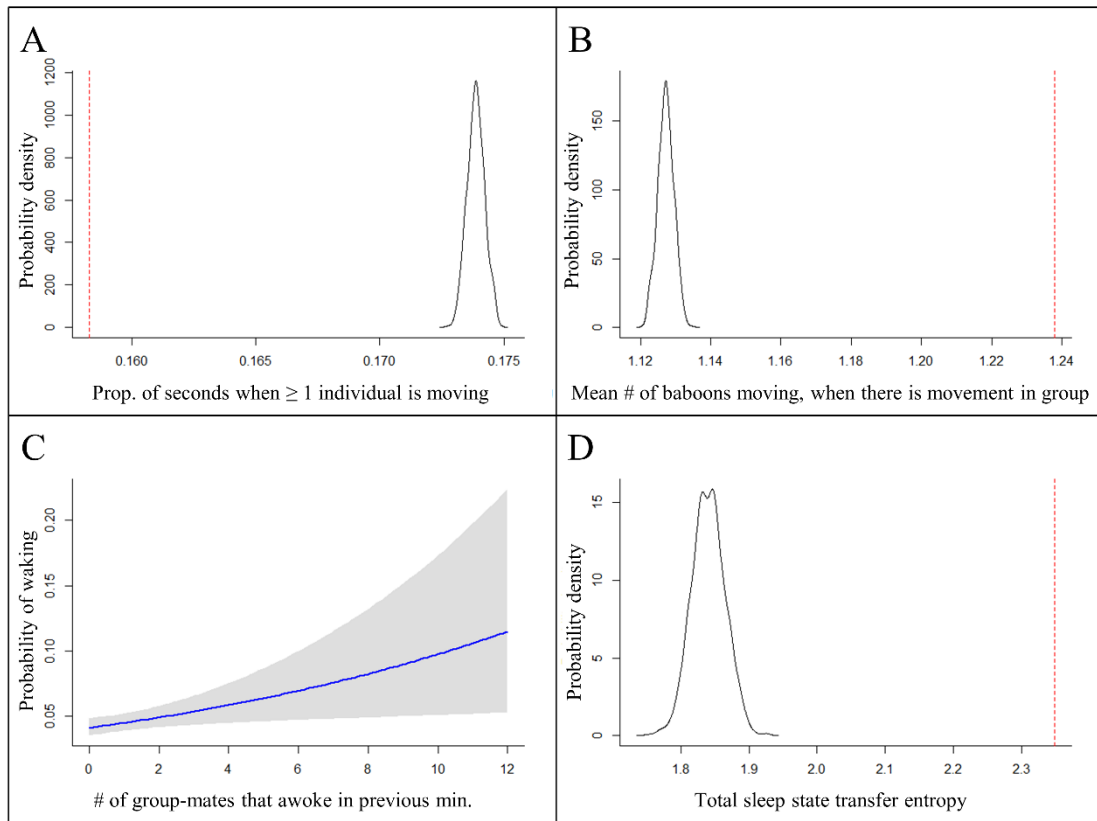 A
Probability density
0 200 400 600 800 1000 1200
0.160 0.165 0.170 0.175
Prop. of seconds when ≥ 1 individual is moving
B
Probability density
0 50 100 150
1.12 1.14 1.16 1.18 1.20 1.22 1.24
Mean # of baboons moving, when there is movement in group
C
Probability of waking
0.05 0.10 0.15 0.20
0 2 4 6 8 10 12
# of group-mates that awoke in previous min.
D
Probability density
0 5 10 15
1.8 1.9 2.0 2.1 2.2 2.3
Total sleep state transfer entropy